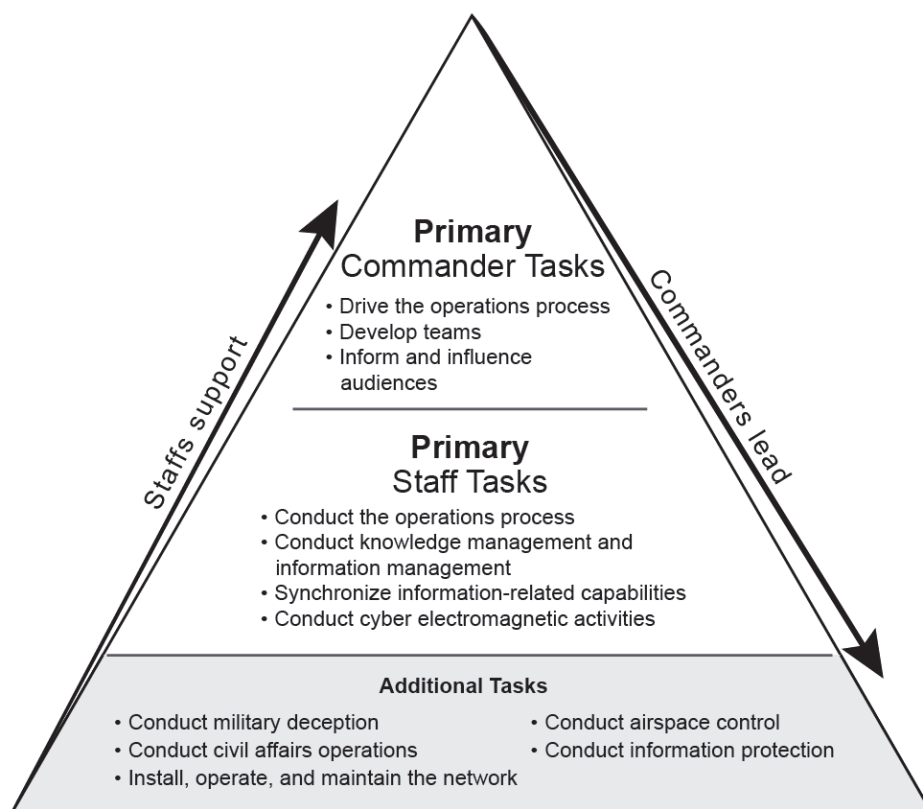 Primary
Commander Tasks
• Drive the operations process
• Develop teams
• Inform and influence
audiences
Staffs support
Commanders lead
Primary
Staff Tasks
• Conduct the operations process
• Conduct knowledge management and
information management
• Synchronize information-related capabilities
• Conduct cyber electromagnetic activities
Additional Tasks
• Conduct military deception
• Conduct civil affairs operations
• Install, operate, and maintain the network
• Conduct airspace control
• Conduct information protection